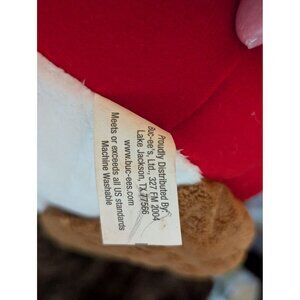 Proudly Distributed By
Buc-ee's, Ltd., 327 FM 2004
Lake Jackson, TX 77566
www.buc-ees.com
Meets or exceeds all US standards
Machine Washable